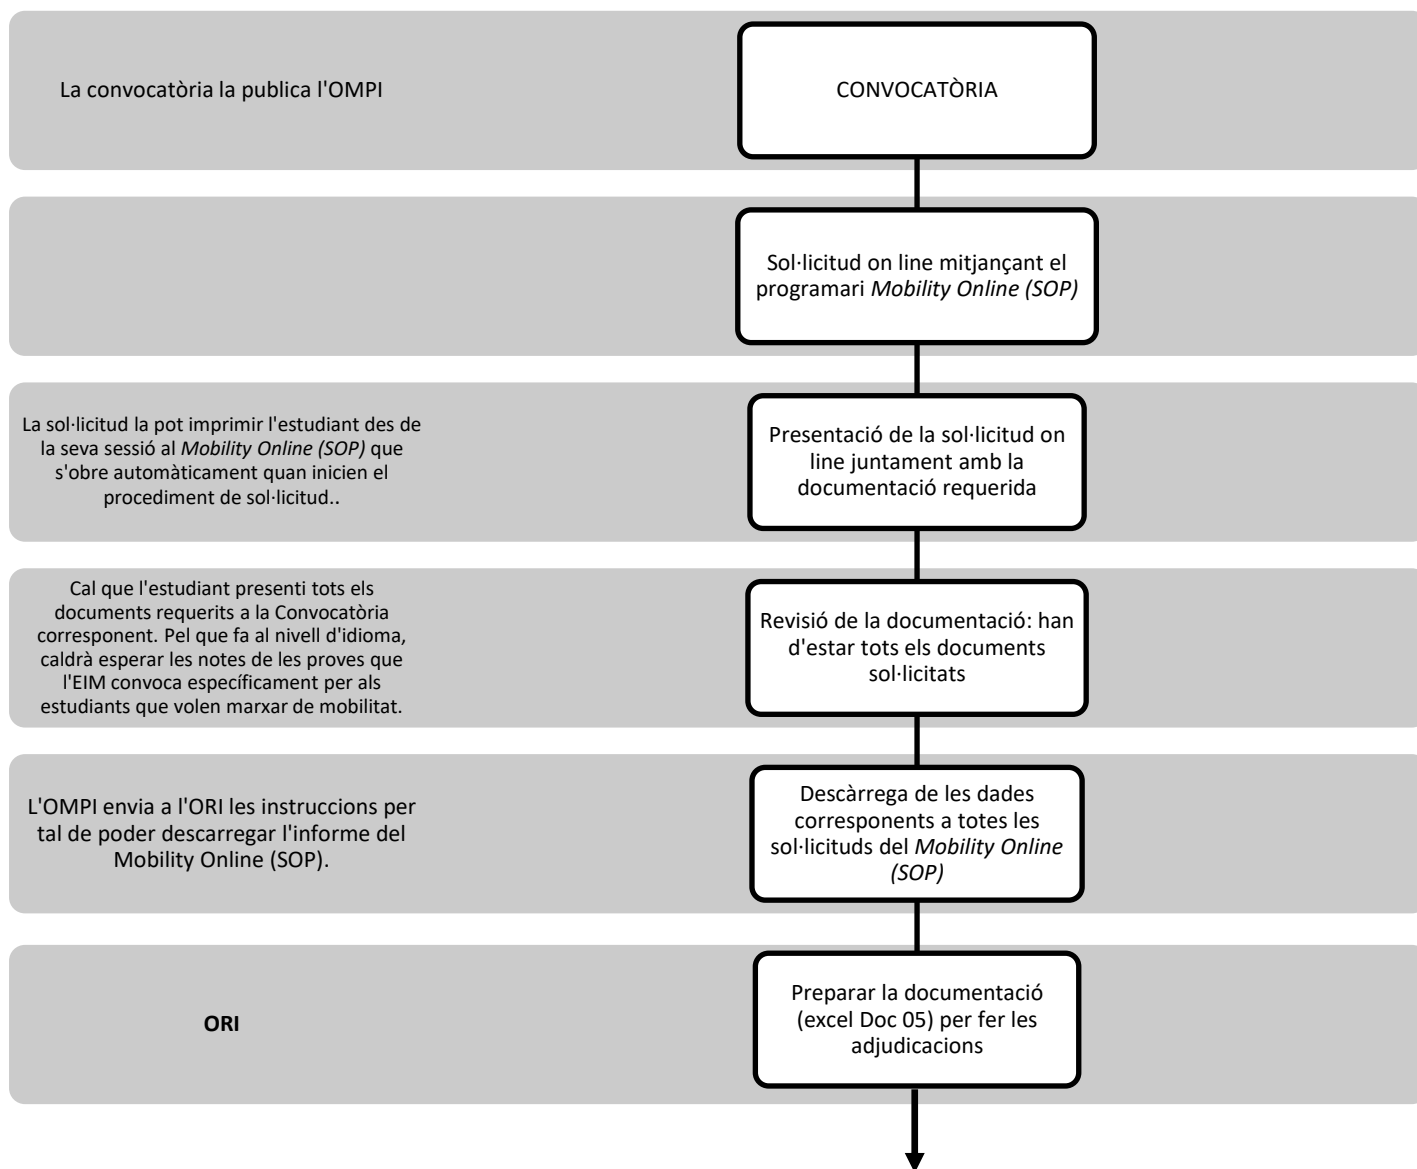 La convocatòria la publica l'OMPI
CONVOCATÒRIA
Sol·licitud on line mitjançant el
programari Mobility Online (SOP)
La sol·licitud la pot imprimir l'estudiant des de
la seva sessió al Mobility Online (SOP) que
s'obre automàticament quan inicien el
procediment de sol·licitud..
Presentació de la sol·licitud on
line juntament amb la
documentació requerida
Cal que l'estudiant presenti tots els
documents requerits a la Convocatòria
corresponent. Pel que fa al nivell d'idioma,
caldrà esperar les notes de les proves que
l'EIM convoca específicament per als
estudiants que volen marxar de mobilitat.
Revisió de la documentació: han
d'estar tots els documents
sol·licitats
L'OMPI envia a l'ORI les instruccions per
tal de poder descarregar l'informe del
Mobility Online (SOP).
Descàrrega de les dades
corresponents a totes les
sol·licituds del Mobility Online
(SOP)
ORI
Preparar la documentació
(excel Doc 05) per fer les
adjudicacions